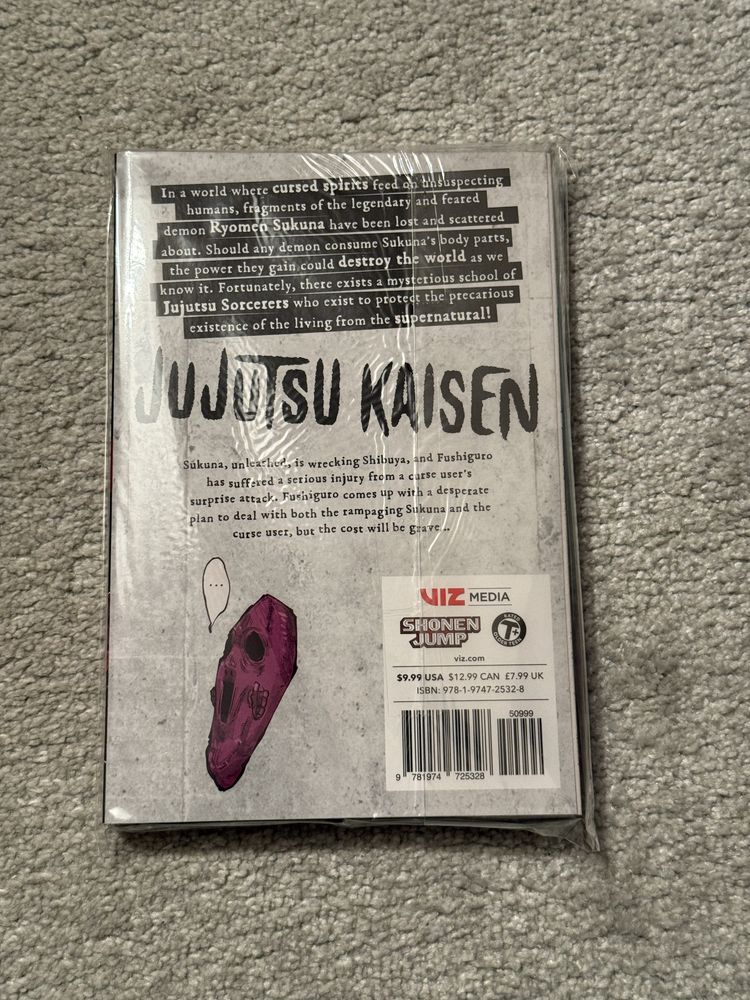 In a world where cursed spirits feed on unsuspecting
humans, fragments of the legendary and feared
demon Ryomen Sukuna have been lost and scattered
about. Should any demon consume Sukuna's body parts,
the power they gain could destroy the world as we
know it. Fortunately, there exists a mysterious school of
Jujutsu Sorcerers who exist to protect the precarious
existence of the living from the supernatural!
JUJUTSU KAISEN
Sukuna, unleashed, is wrecking Shibuya, and Fushiguro
has suffered a serious injury from a curse user's
surprise attack. Fushiguro comes up with a desperate
plan to deal with both the rampaging Sukuna and the
curse user, but the cost will be grave...
...
VIZ MEDIA
SHONEN
JUMP
RATED
T+
OLDER TEEN
viz.com
$9.99 USA $12.99 CAN £7.99 UK
ISBN: 978-1-9747-2532-8
50999
9 781974 725328